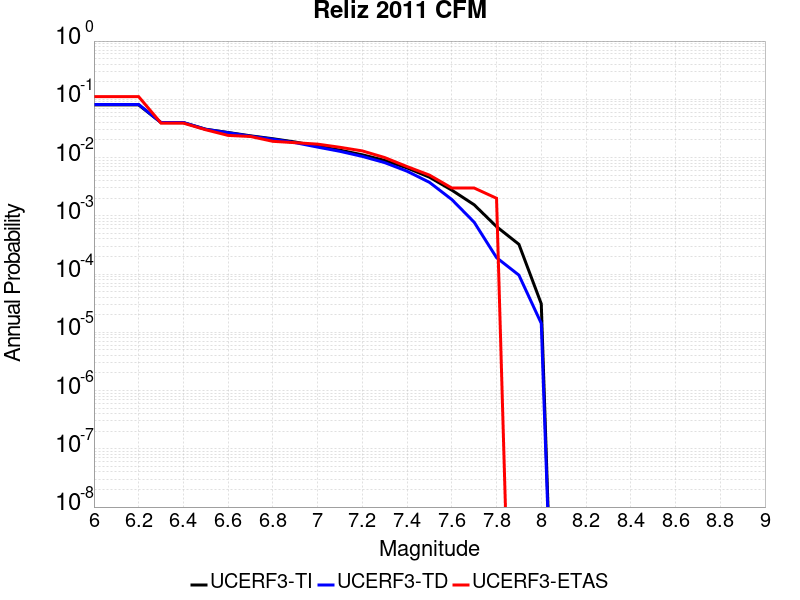 Reliz 2011 CFM
10^0
10^-1
10^-2
10^-3
10^-4
10^-5
10^-6
10^-7
10^-8
Annual Probability
6 6.2 6.4 6.6 6.8 7 7.2 7.4 7.6 7.8 8 8.2 8.4 8.6 8.8 9
Magnitude
UCERF3-TI UCERF3-TD UCERF3-ETAS